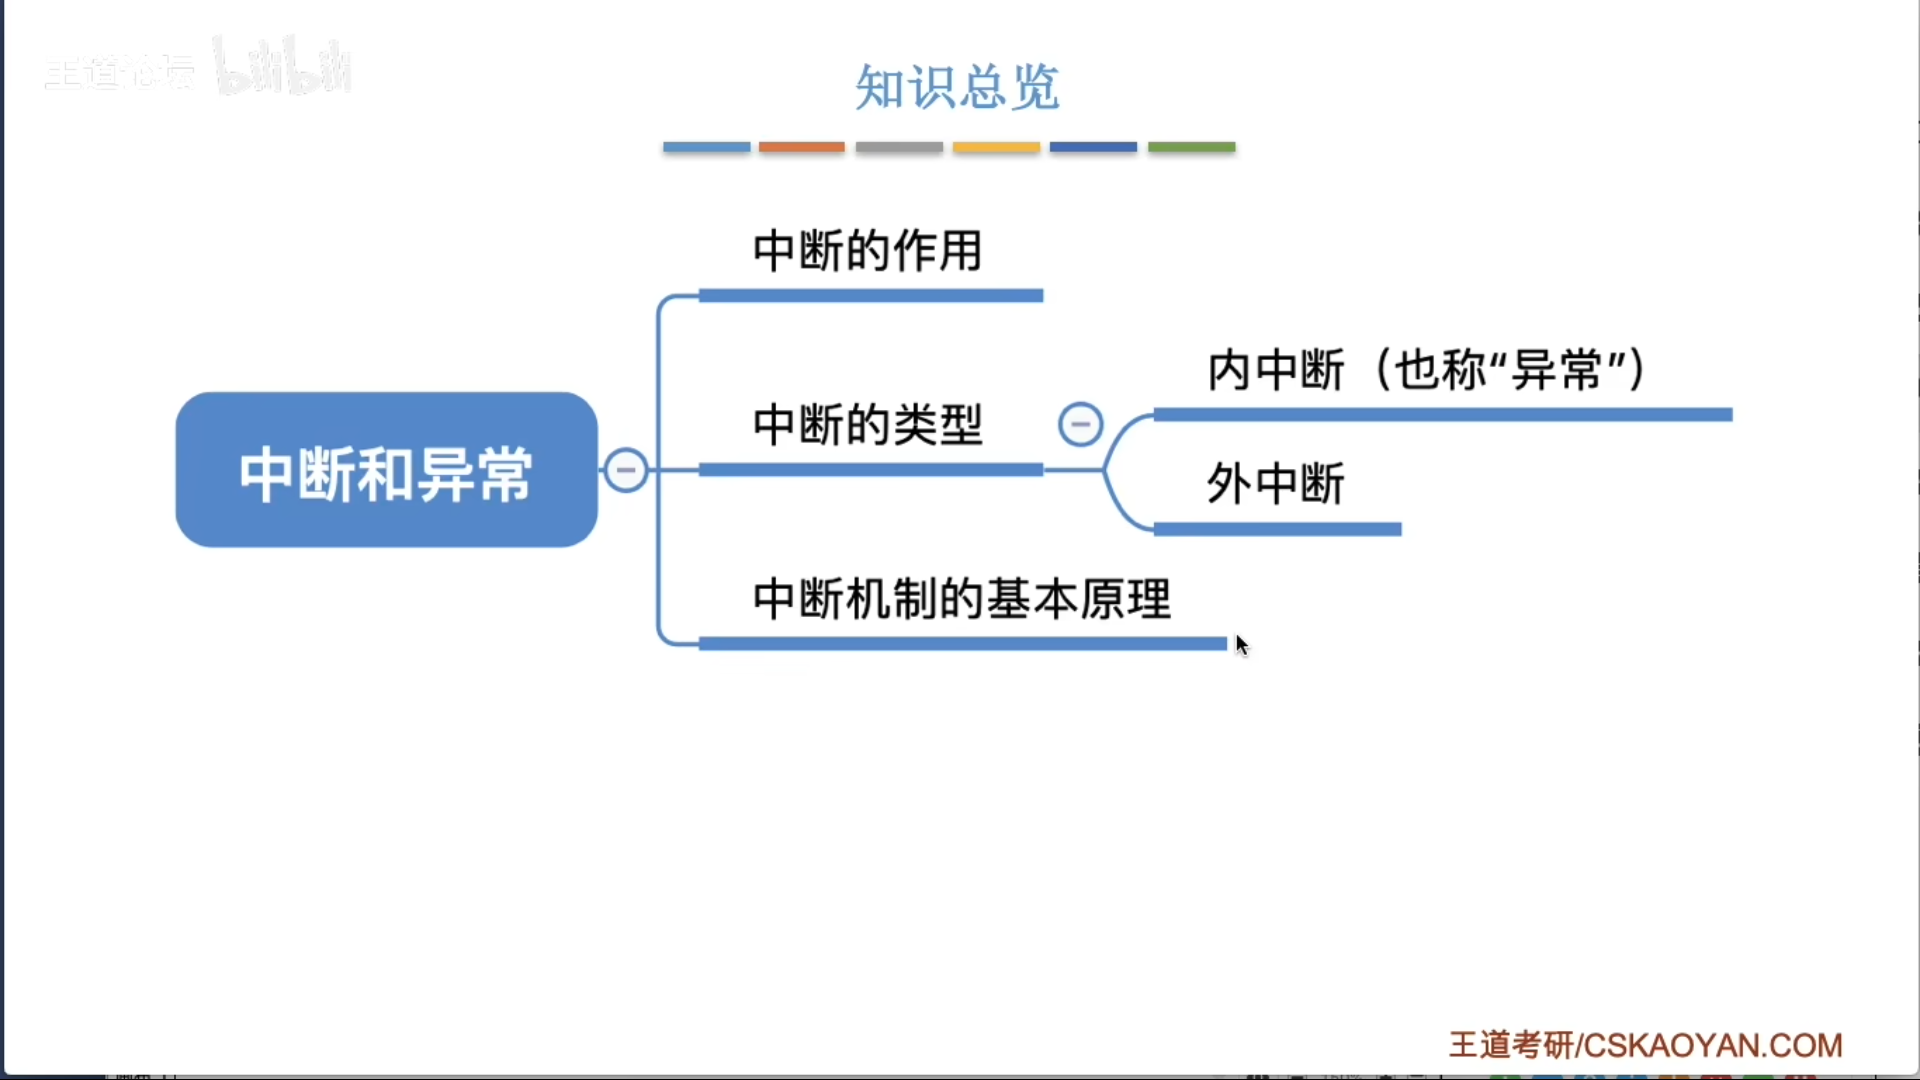 王道论坛 bilibili
知识总览
中断的作用
内中断（也称“异常”）
中断的类型
外中断
中断和异常
中断机制的基本原理
王道考研/CSKAOYAN.COM